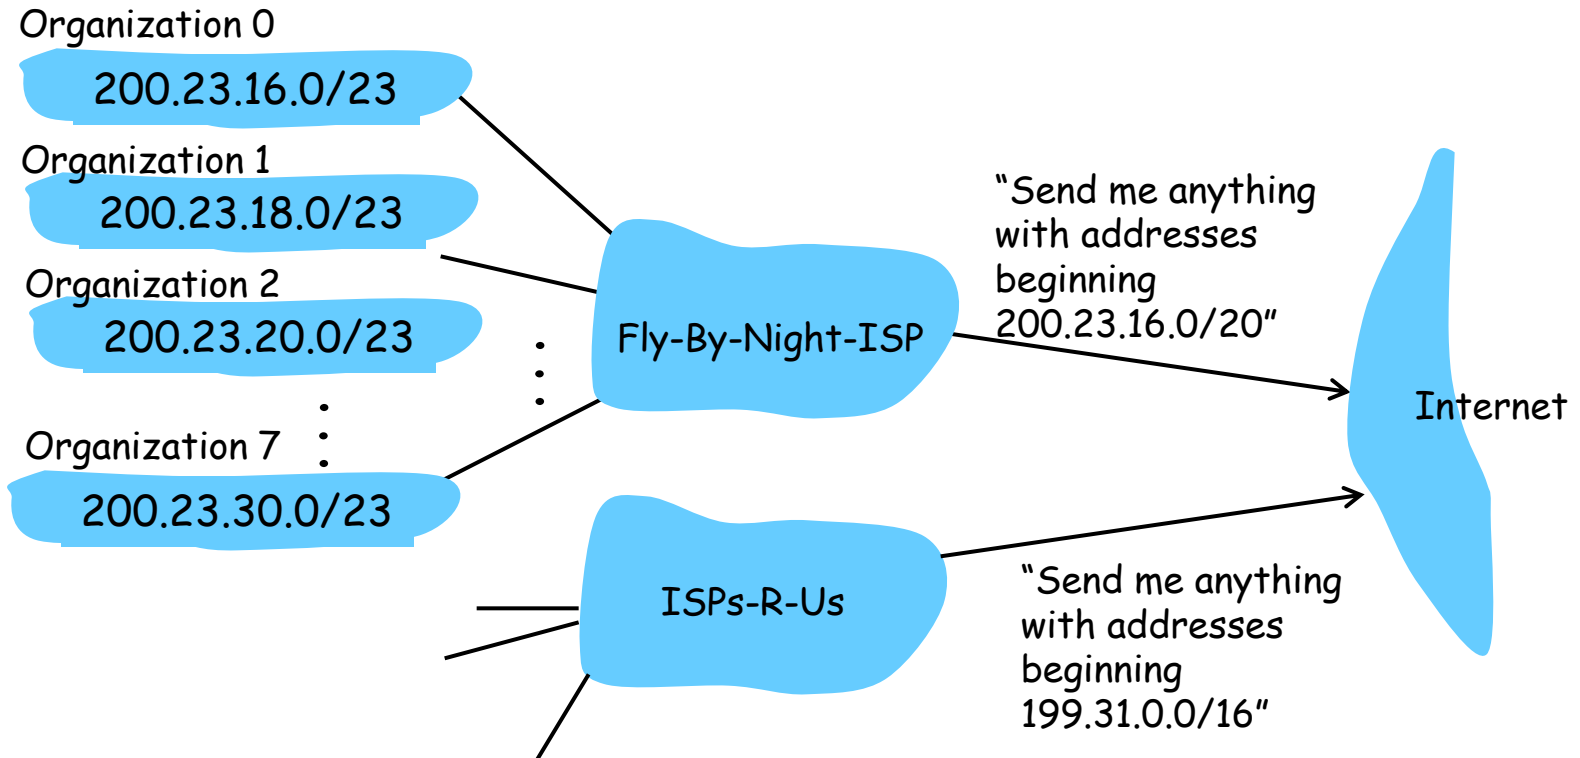 Organization 0
200.23.16.0/23
Organization 1
200.23.18.0/23
Organization 2
200.23.20.0/23
Organization 7
200.23.30.0/23
Fly-By-Night-ISP
“Send me anything
with addresses
beginning
200.23.16.0/20”
Internet
ISPs-R-Us
“Send me anything
with addresses
beginning
199.31.0.0/16”